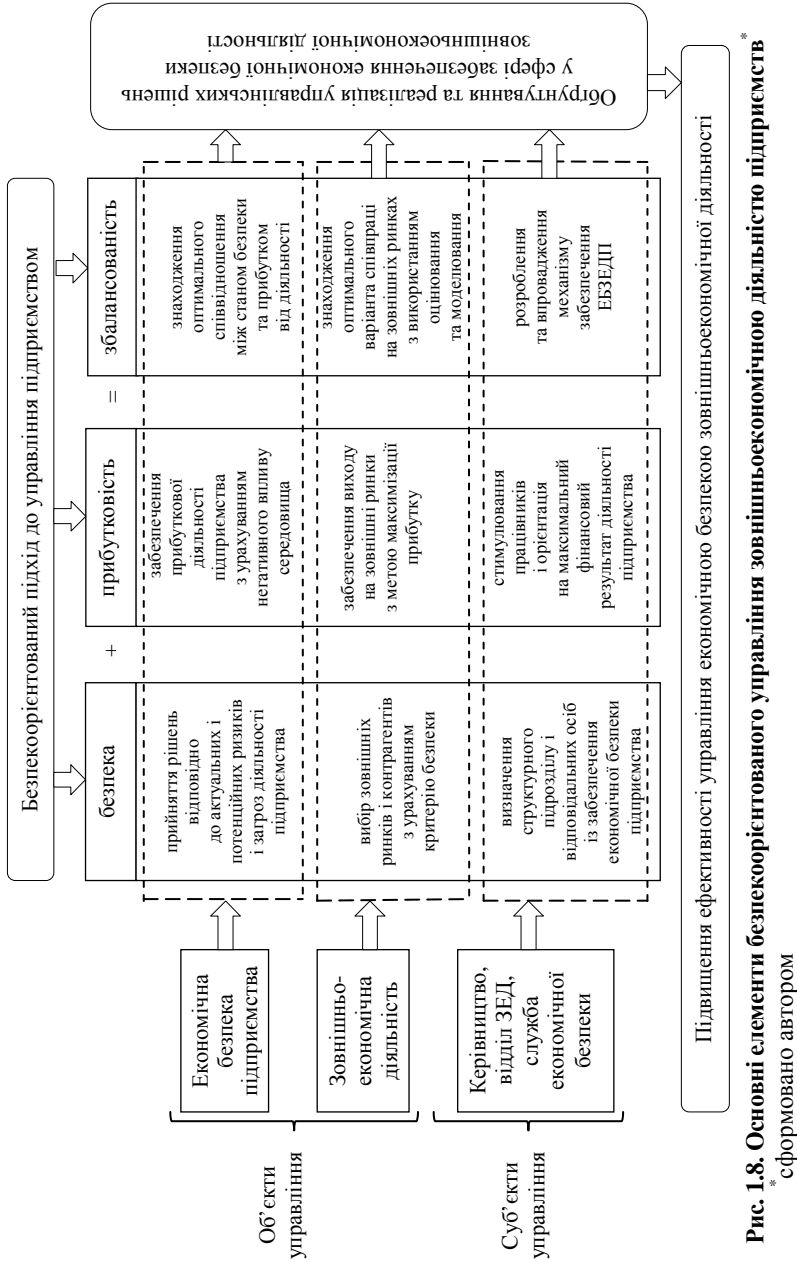 Безпекоорієнтований підхід до управління підприємством
безпека
+
прибутковість
=
збалансованість
Об’єкти
управління
Економічна
безпека
підприємства
прийняття рішень
відповідно
до актуальних і
потенційних ризиків
і загроз діяльності
підприємства
забезпечення
прибуткової
діяльності
підприємства
з урахуванням
негативного впливу
середовища
знаходження
оптимального
співвідношення
між станом безпеки
та прибутком
від діяльності
Зовнішньо-
економічна
діяльність
вибір зовнішніх
ринків і контрагентів
з урахуванням
критерію безпеки
забезпечення виходу
на зовнішні ринки
з метою максимізації
прибутку
знаходження
оптимального
варіанта співпраці
на зовнішніх ринках
з використанням
оцінювання
та моделювання
Суб’єкти
управління
Керівництво,
відділ ЗЕД,
служба
економічної
безпеки
визначення
структурного
підрозділу і
відповідальних осіб
із забезпечення
економічної безпеки
підприємства
стимулювання
працівників
і орієнтація
на максимальний
фінансовий
результат діяльності
підприємства
розроблення
та впровадження
механізму
забезпечення
ЕБЗЕДП
Обґрунтування та реалізація управлінських рішень
у сфері забезпечення економічної безпеки
зовнішньоекономічної діяльності
Підвищення ефективності управління економічною безпекою зовнішньоекономічної діяльності
Рис. 1.8. Основні елементи безпекоорієнтованого управління зовнішньоекономічною діяльністю підприємств*
* сформовано автором